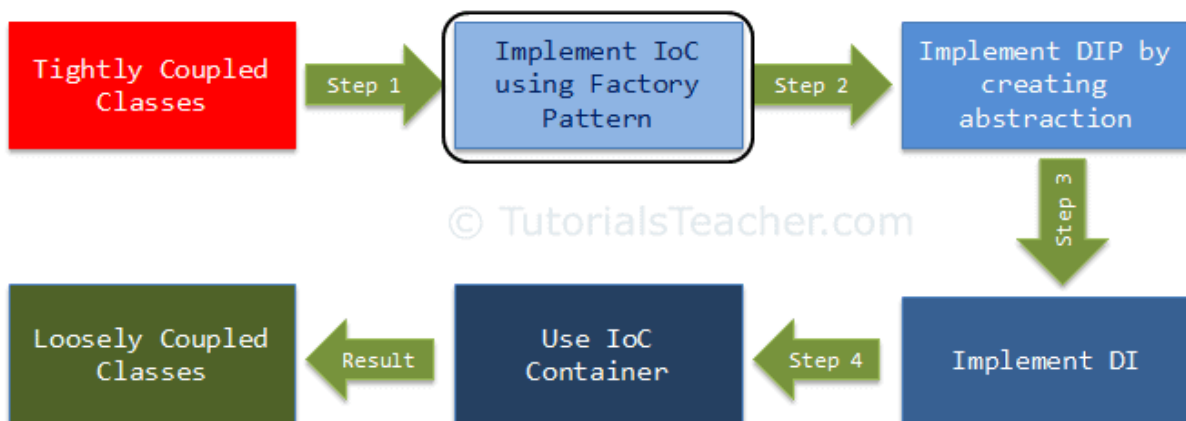 Tightly Coupled
Classes
Step 1
Implement IoC
using Factory
Pattern
Step 2
Implement DIP by
creating
abstraction
Step 3
© TutorialsTeacher.com
Implement DI
Step 4
Use IoC
Container
Result
Loosely Coupled
Classes